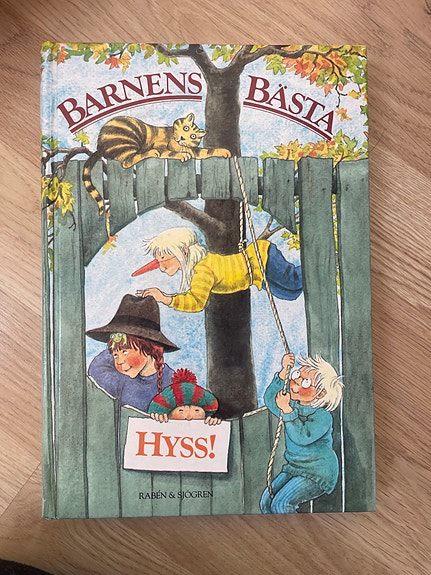 BARNENS BÄSTA
HYSS!
RABÉN & SJÖGREN